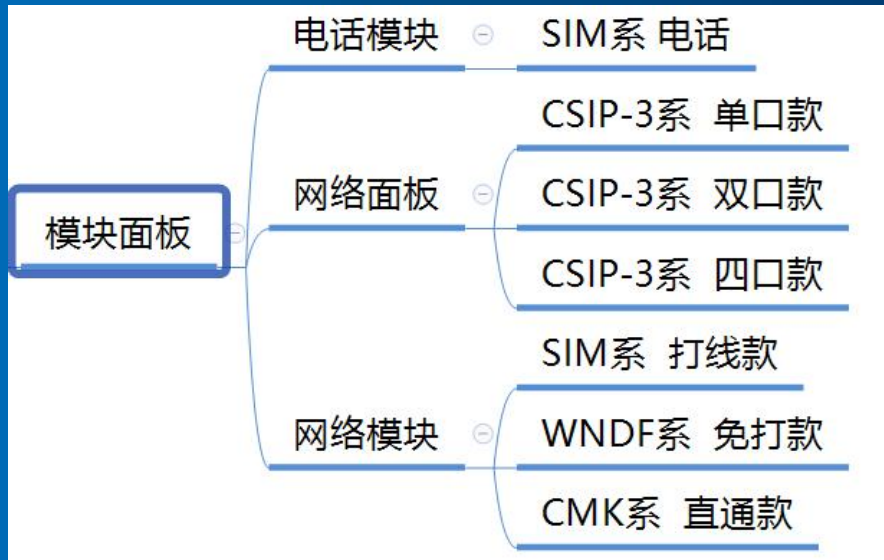 电话模块
SIM系 电话
CSIP-3系 单口款
网络面板
CSIP-3系 双口款
模块面板
CSIP-3系 四口款
SIM系 打线款
网络模块
WNDF系 免打款
CMK系 直通款